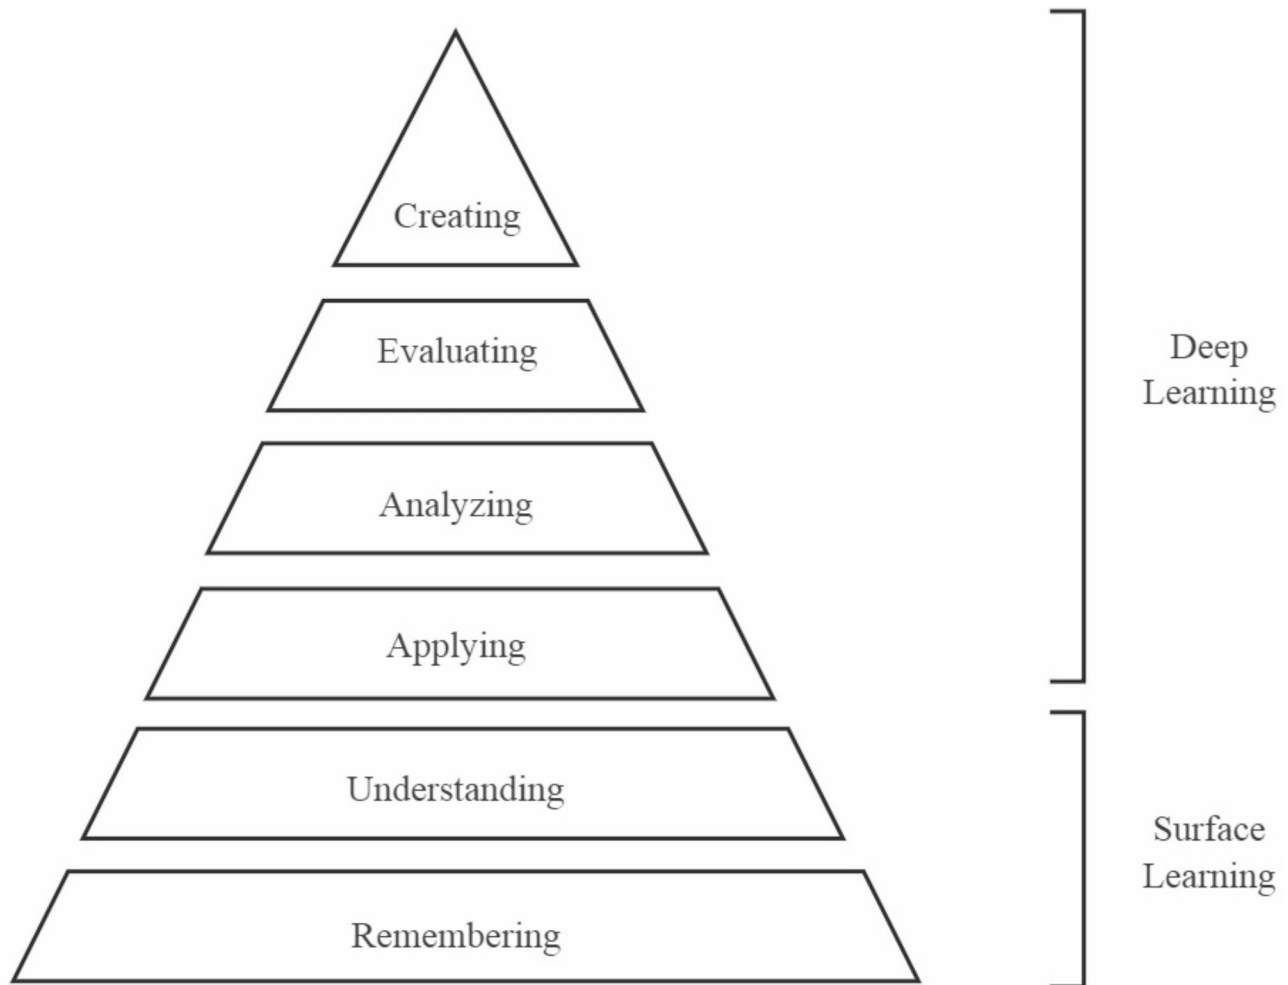 Creating
Evaluating
Analyzing
Applying
Understanding
Remembering
Deep
Learning
Surface
Learning